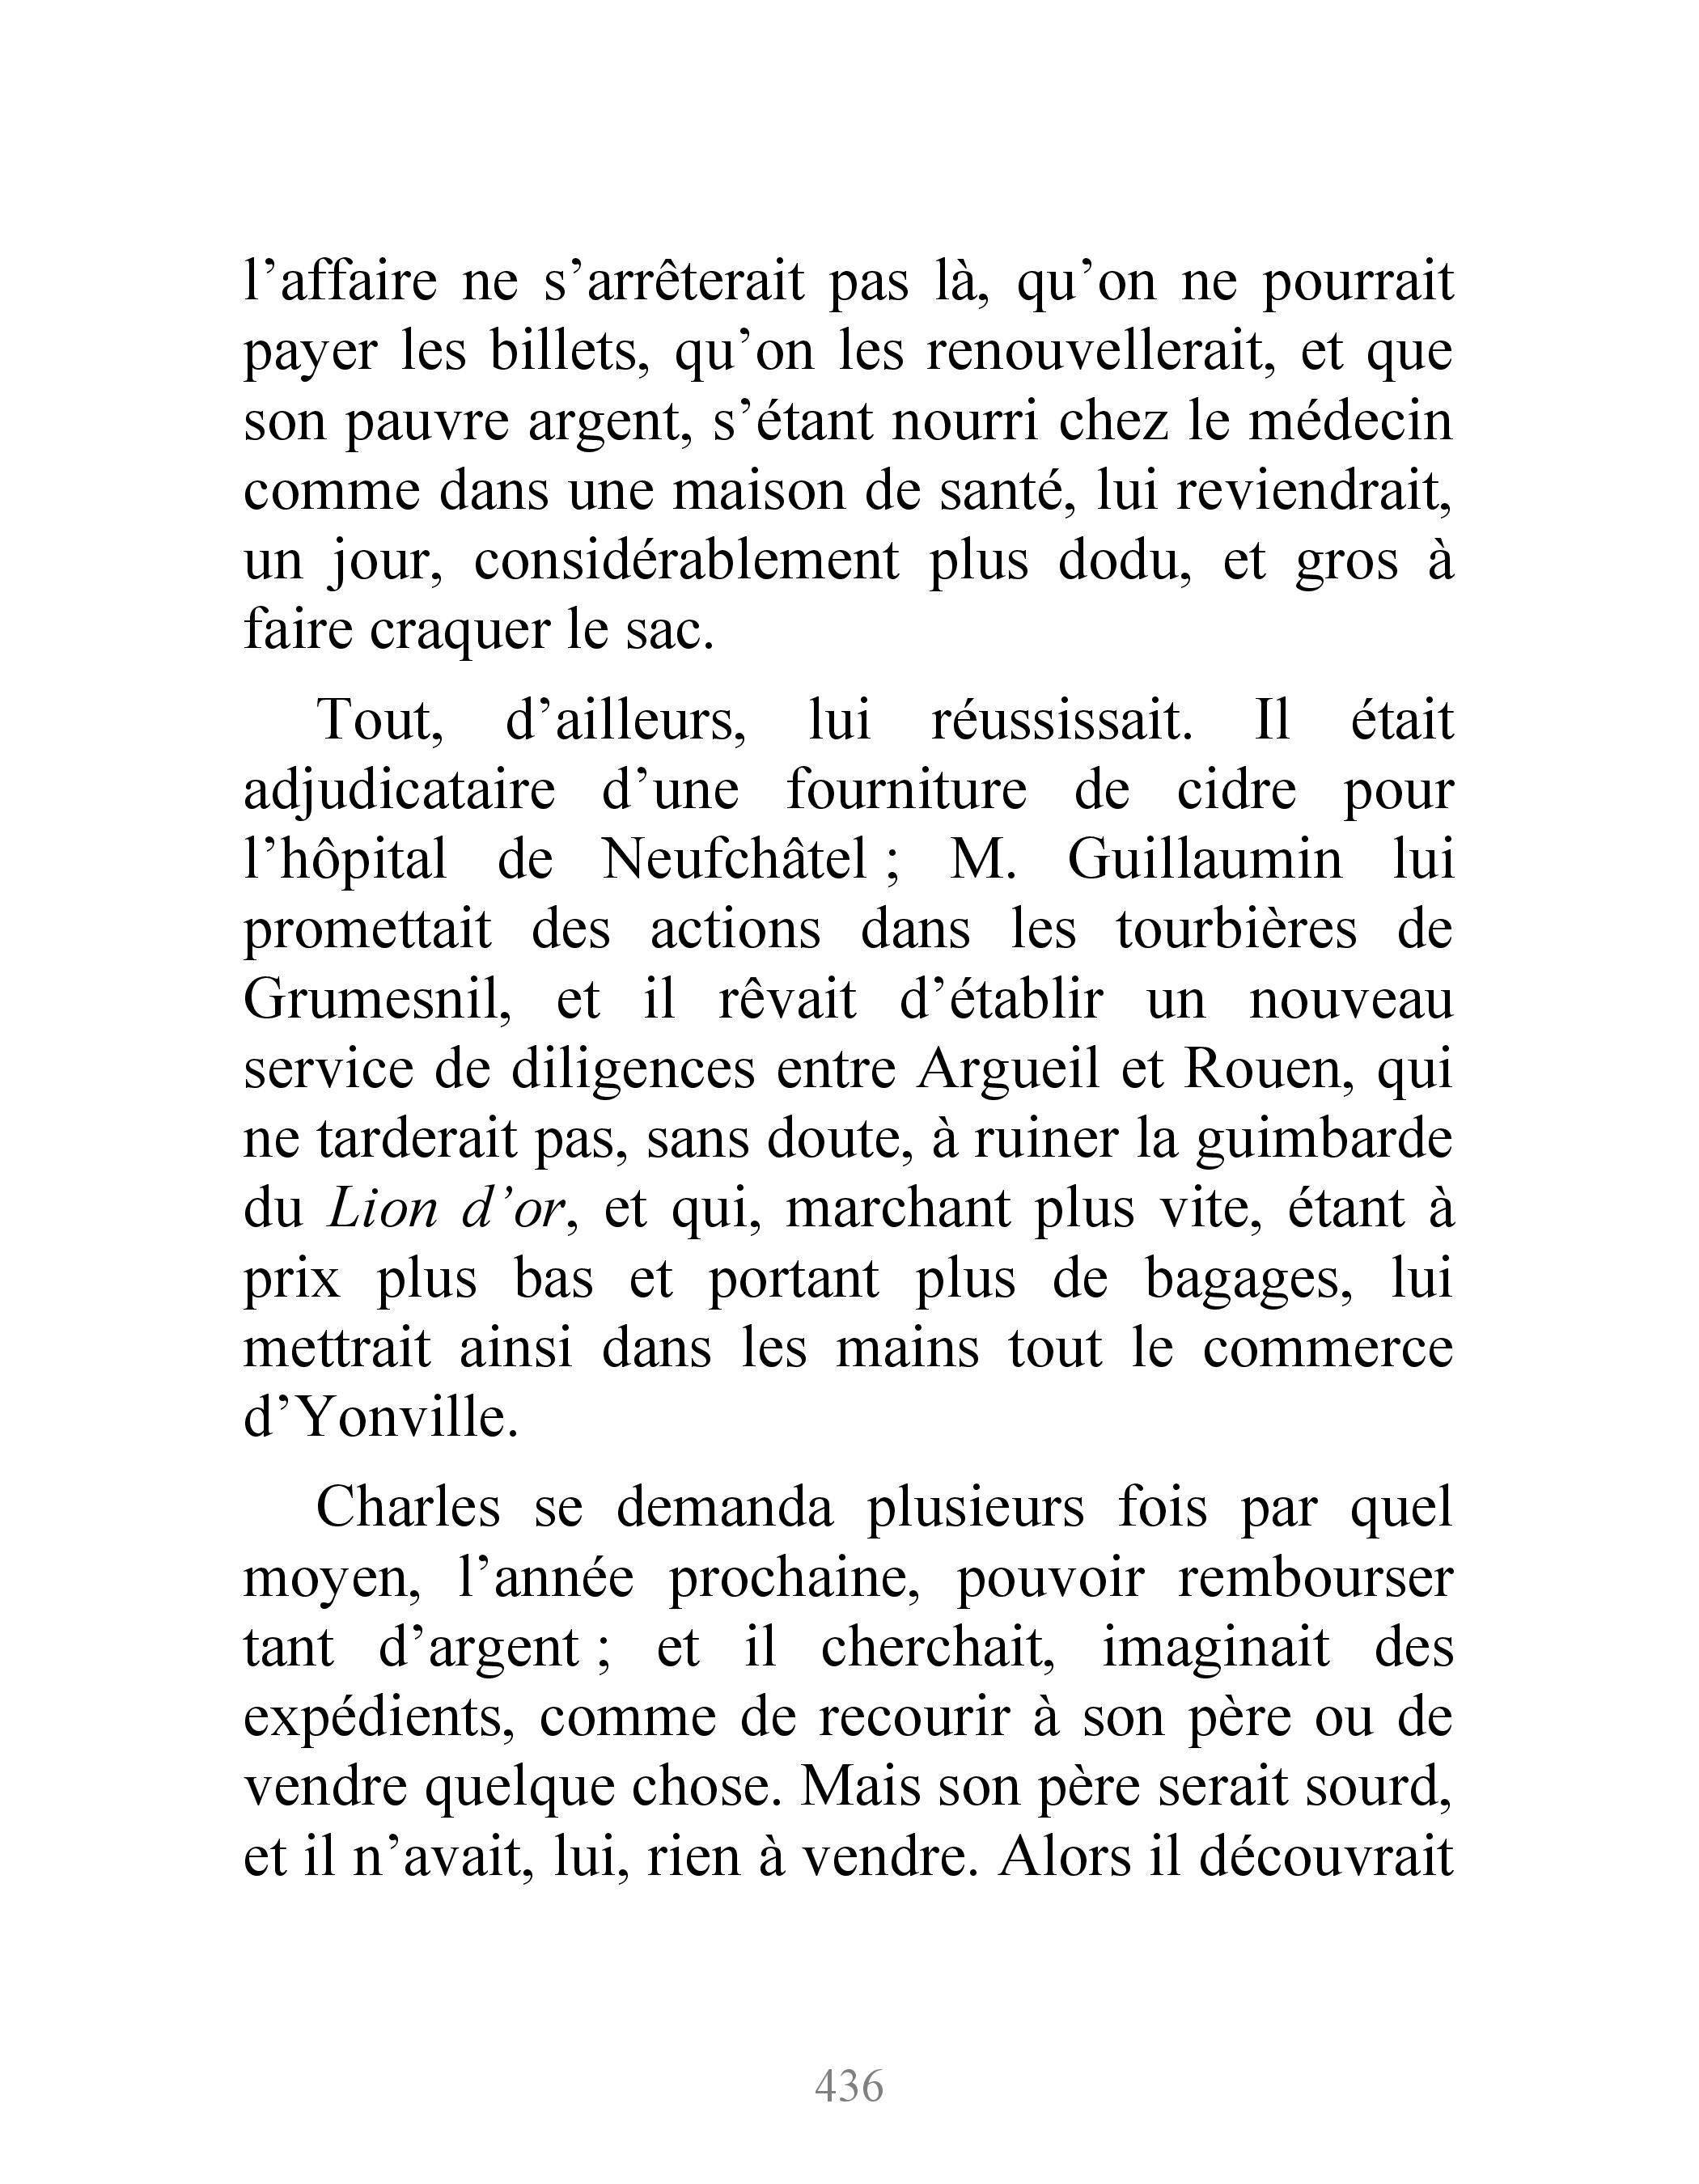 l’affaire ne s’arrêterait pas là, qu’on ne pourrait
payer les billets, qu’on les renouvellerait, et que
son pauvre argent, s’étant nourri chez le médecin
comme dans une maison de santé, lui reviendrait,
un jour, considérablement plus dodu, et gros à
faire craquer le sac.
Tout, d’ailleurs, lui réussissait. Il était
adjudicataire d’une fourniture de cidre pour
l’hôpital de Neufchâtel ; M. Guillaumin lui
promettait des actions dans les tourbières de
Grumesnil, et il rêvait d’établir un nouveau
service de diligences entre Argueil et Rouen, qui
ne tarderait pas, sans doute, à ruiner la guimbarde
du Lion d’or, et qui, marchant plus vite, étant à
prix plus bas et portant plus de bagages, lui
mettrait ainsi dans les mains tout le commerce
d’Yonville.
Charles se demanda plusieurs fois par quel
moyen, l’année prochaine, pouvoir rembourser
tant d’argent ; et il cherchait, imaginait des
expédients, comme de recourir à son père ou de
vendre quelque chose. Mais son père serait sourd,
et il n’avait, lui, rien à vendre. Alors il découvrait
436